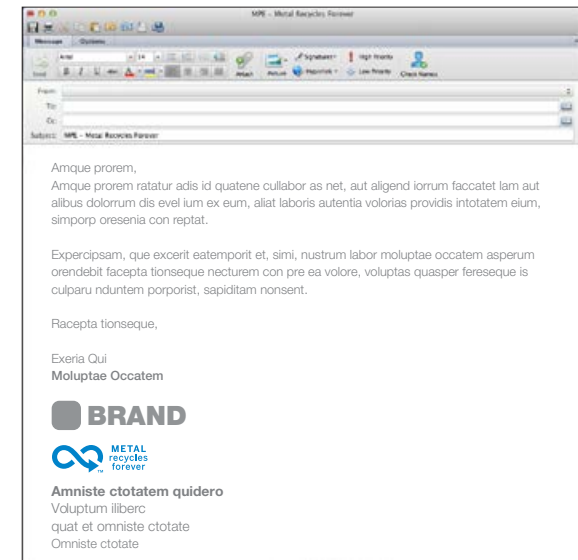 MPE - Metal Recycles Forever
Message Options
Arial 14 Signatures High Priority
Send B I U abc A Attach Picture Hyperlink Low Priority Check Names
From:
To:
Cc:
Subject: MPE - Metal Recycles Forever
Amque prorem,
Amque prorem ratatur adis id quatene cullabor as net, aut aligend iorrum faccatet lam aut
alibus dolorrum dis evel ium ex eum, aliat laboris autentia volorias providis intotatem eium,
simporp oresenia con reptat.
Expercipsam, que excerit eatemporit et, simi, nustrum labor moluptae occatem asperum
orendebit facepta tionseque necturem con pre ea volore, voluptas quasper fereseque is
culparu nduntem porporist, sapiditam nonsent.
Racepta tionseque,
Exeria Qui
Moluptae Occatem
BRAND
METAL
recycles
forever
TM
Amniste ctotatem quidero
Voluptum iliberc
quat et omniste ctotate
Omniste ctotate